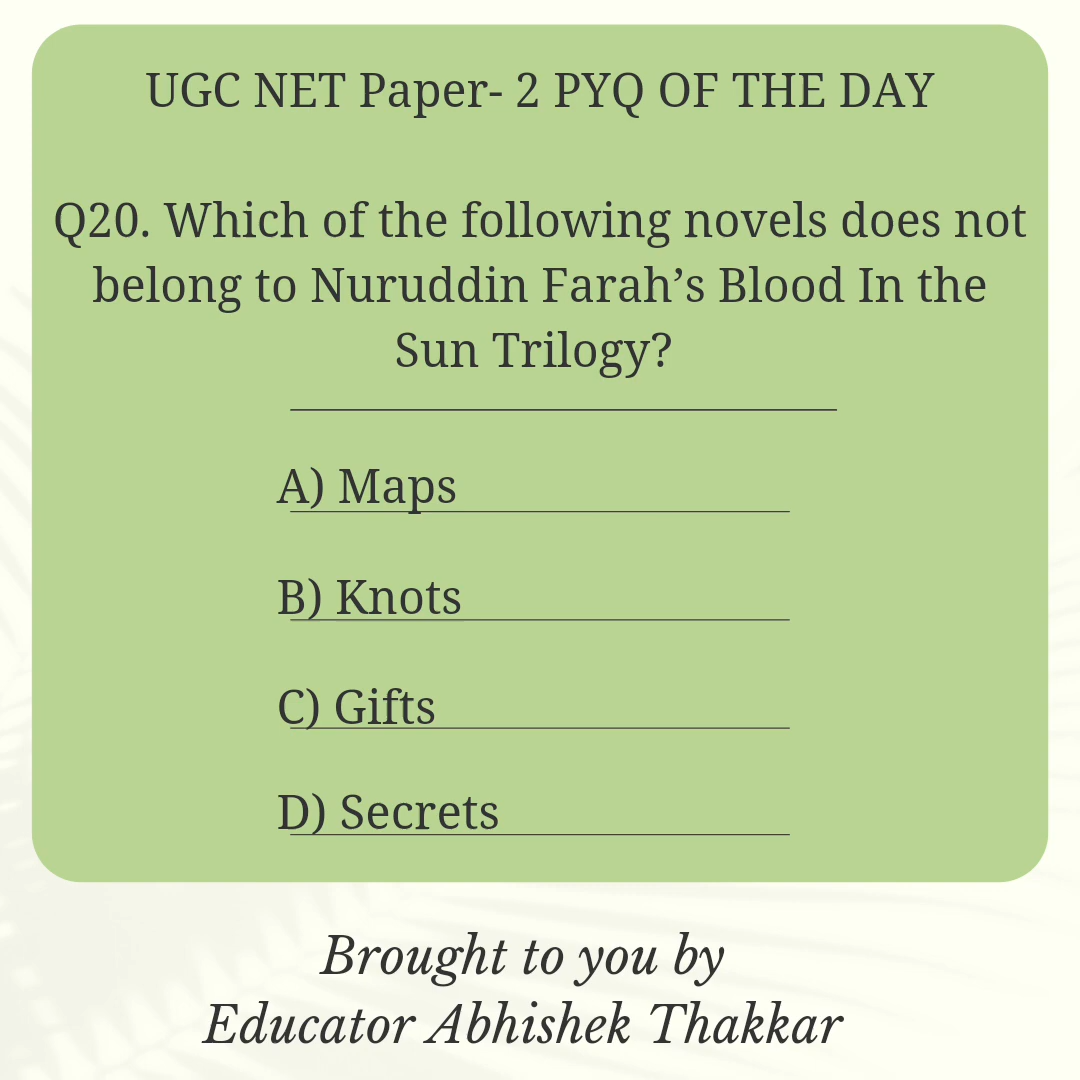 UGC NET Paper- 2 PYQ OF THE DAY
Q20. Which of the following novels does not
belong to Nuruddin Farah’s Blood In the
Sun Trilogy?
A) Maps
B) Knots
C) Gifts
D) Secrets
Brought to you by
Educator Abhishek Thakkar